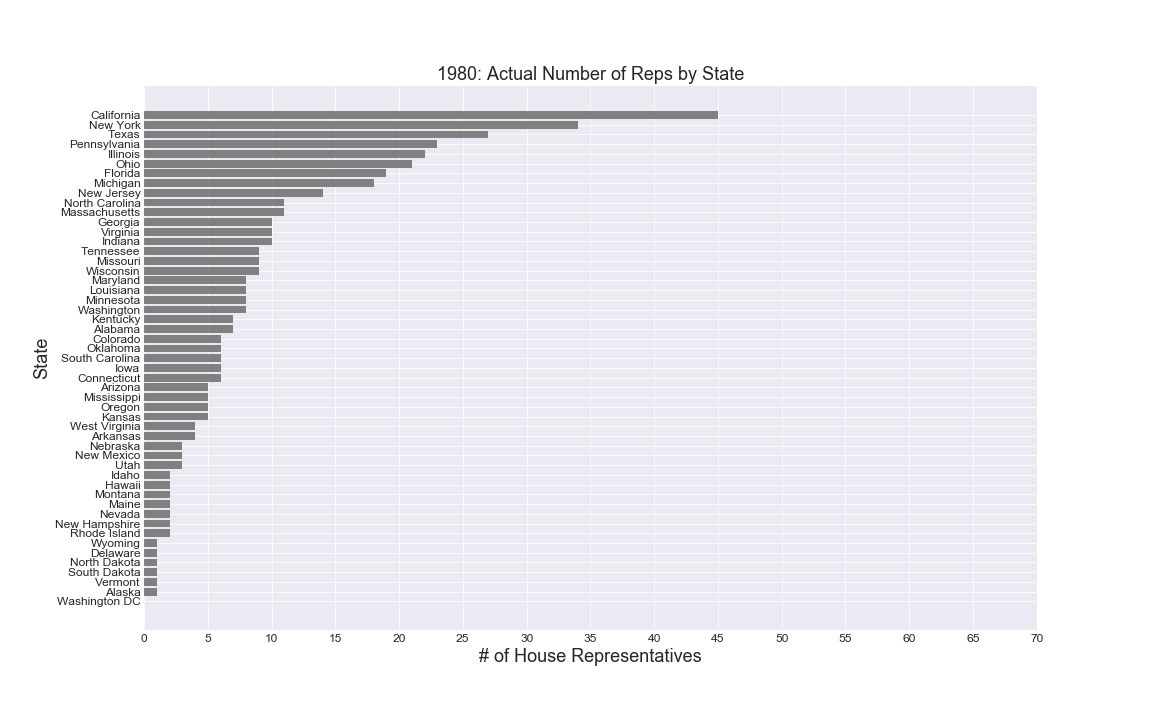 1980: Actual Number of Reps by State
California
New York
Texas
Pennsylvania
Illinois
Ohio
Florida
Michigan
New Jersey
North Carolina
Massachusetts
Georgia
Virginia
Indiana
Tennessee
Missouri
Wisconsin
Maryland
Louisiana
Minnesota
Washington
Kentucky
Alabama
Colorado
Oklahoma
South Carolina
Iowa
Connecticut
Arizona
Mississippi
Oregon
Kansas
West Virginia
Arkansas
Nebraska
New Mexico
Utah
Idaho
Hawaii
Montana
Maine
Nevada
New Hampshire
Rhode Island
Wyoming
Delaware
North Dakota
South Dakota
Vermont
Alaska
Washington DC
State
0 5 10 15 20 25 30 35 40 45 50 55 60 65 70
# of House Representatives